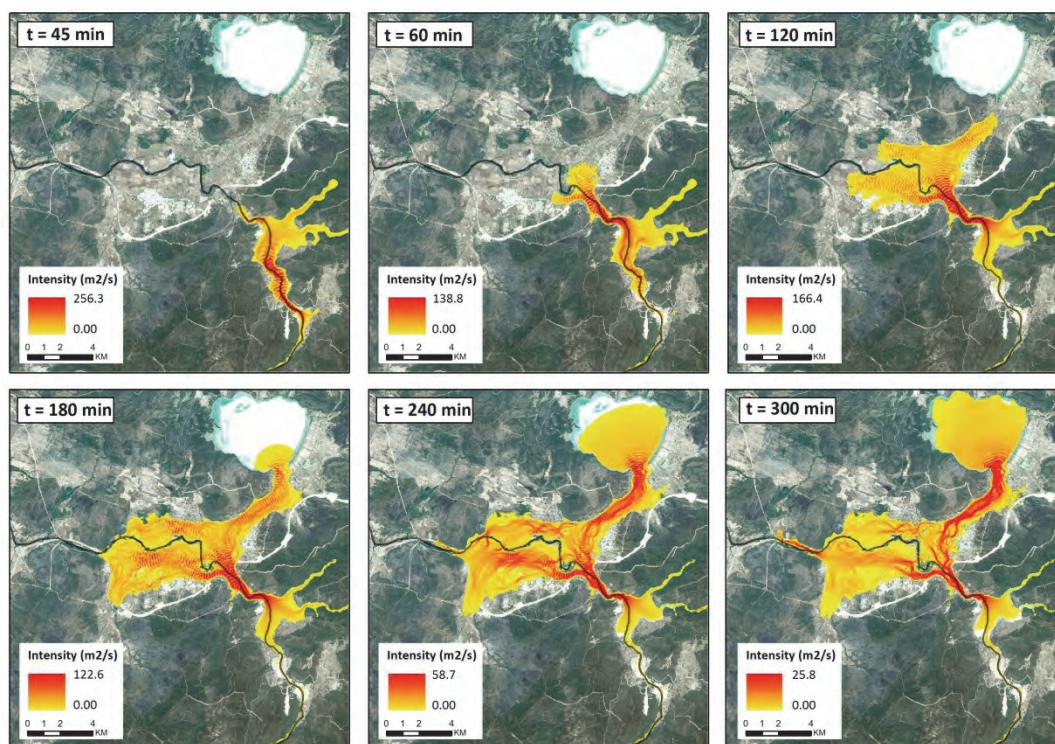 t = 45 min
Intensity (m2/s)
256.3
0.00
0 1 2 4
KM
t = 60 min
Intensity (m2/s)
138.8
0.00
0 1 2 4
KM
t = 120 min
Intensity (m2/s)
166.4
0.00
0 1 2 4
KM
t = 180 min
Intensity (m2/s)
122.6
0.00
0 1 2 4
KM
t = 240 min
Intensity (m2/s)
58.7
0.00
0 1 2 4
KM
t = 300 min
Intensity (m2/s)
25.8
0.00
0 1 2 4
KM